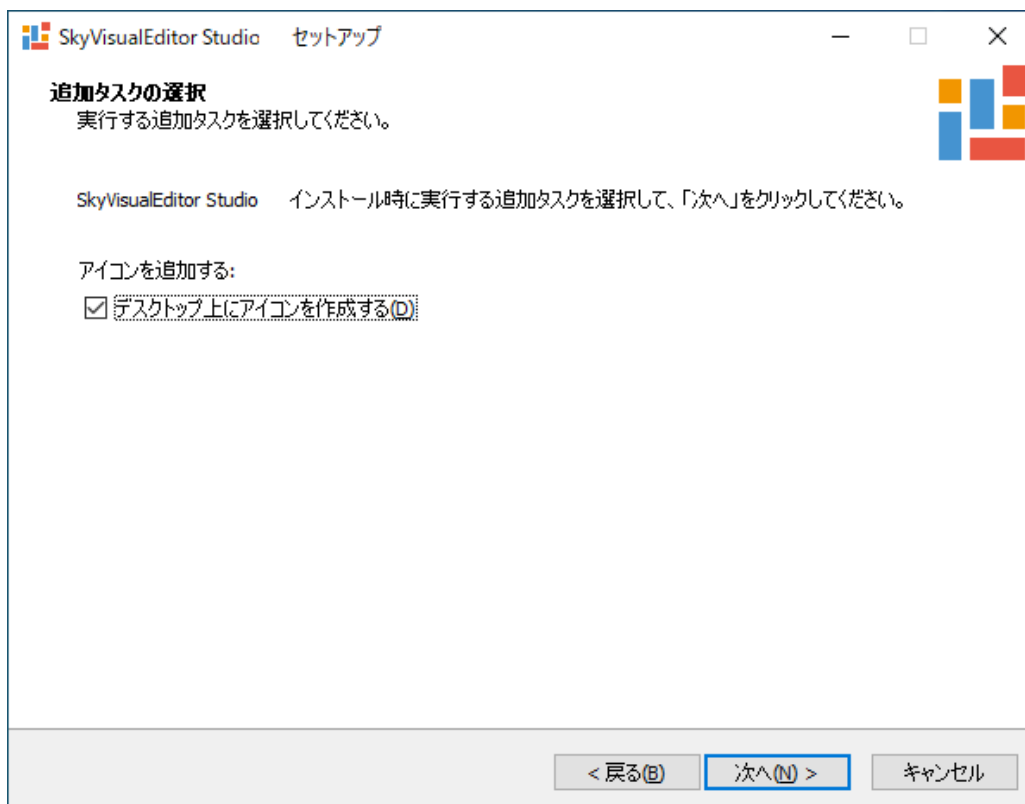 SkyVisualEditor Studio セットアップ
追加タスクの選択
実行する追加タスクを選択してください。
SkyVisualEditor Studio インストール時に実行する追加タスクを選択して、「次へ」をクリックしてください。
アイコンを追加する:
デスクトップ上にアイコンを作成する(D)
< 戻る(B) 次へ(N) > キャンセル